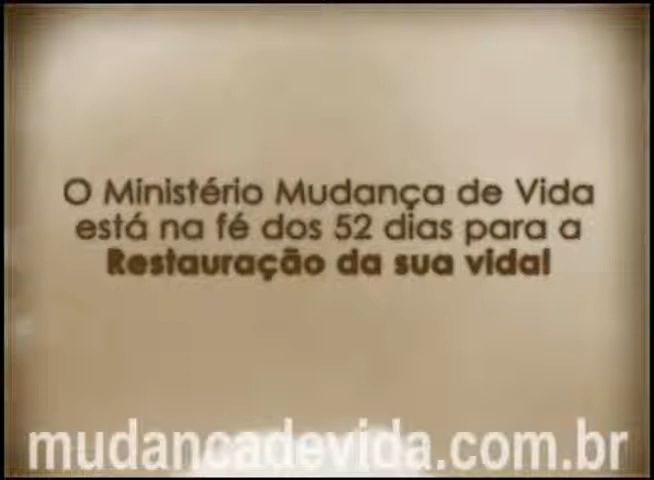 O Ministério Mudança de Vida
está na fé dos 52 dias para a
Restauração da sua vida!
mudancadevida.com.br